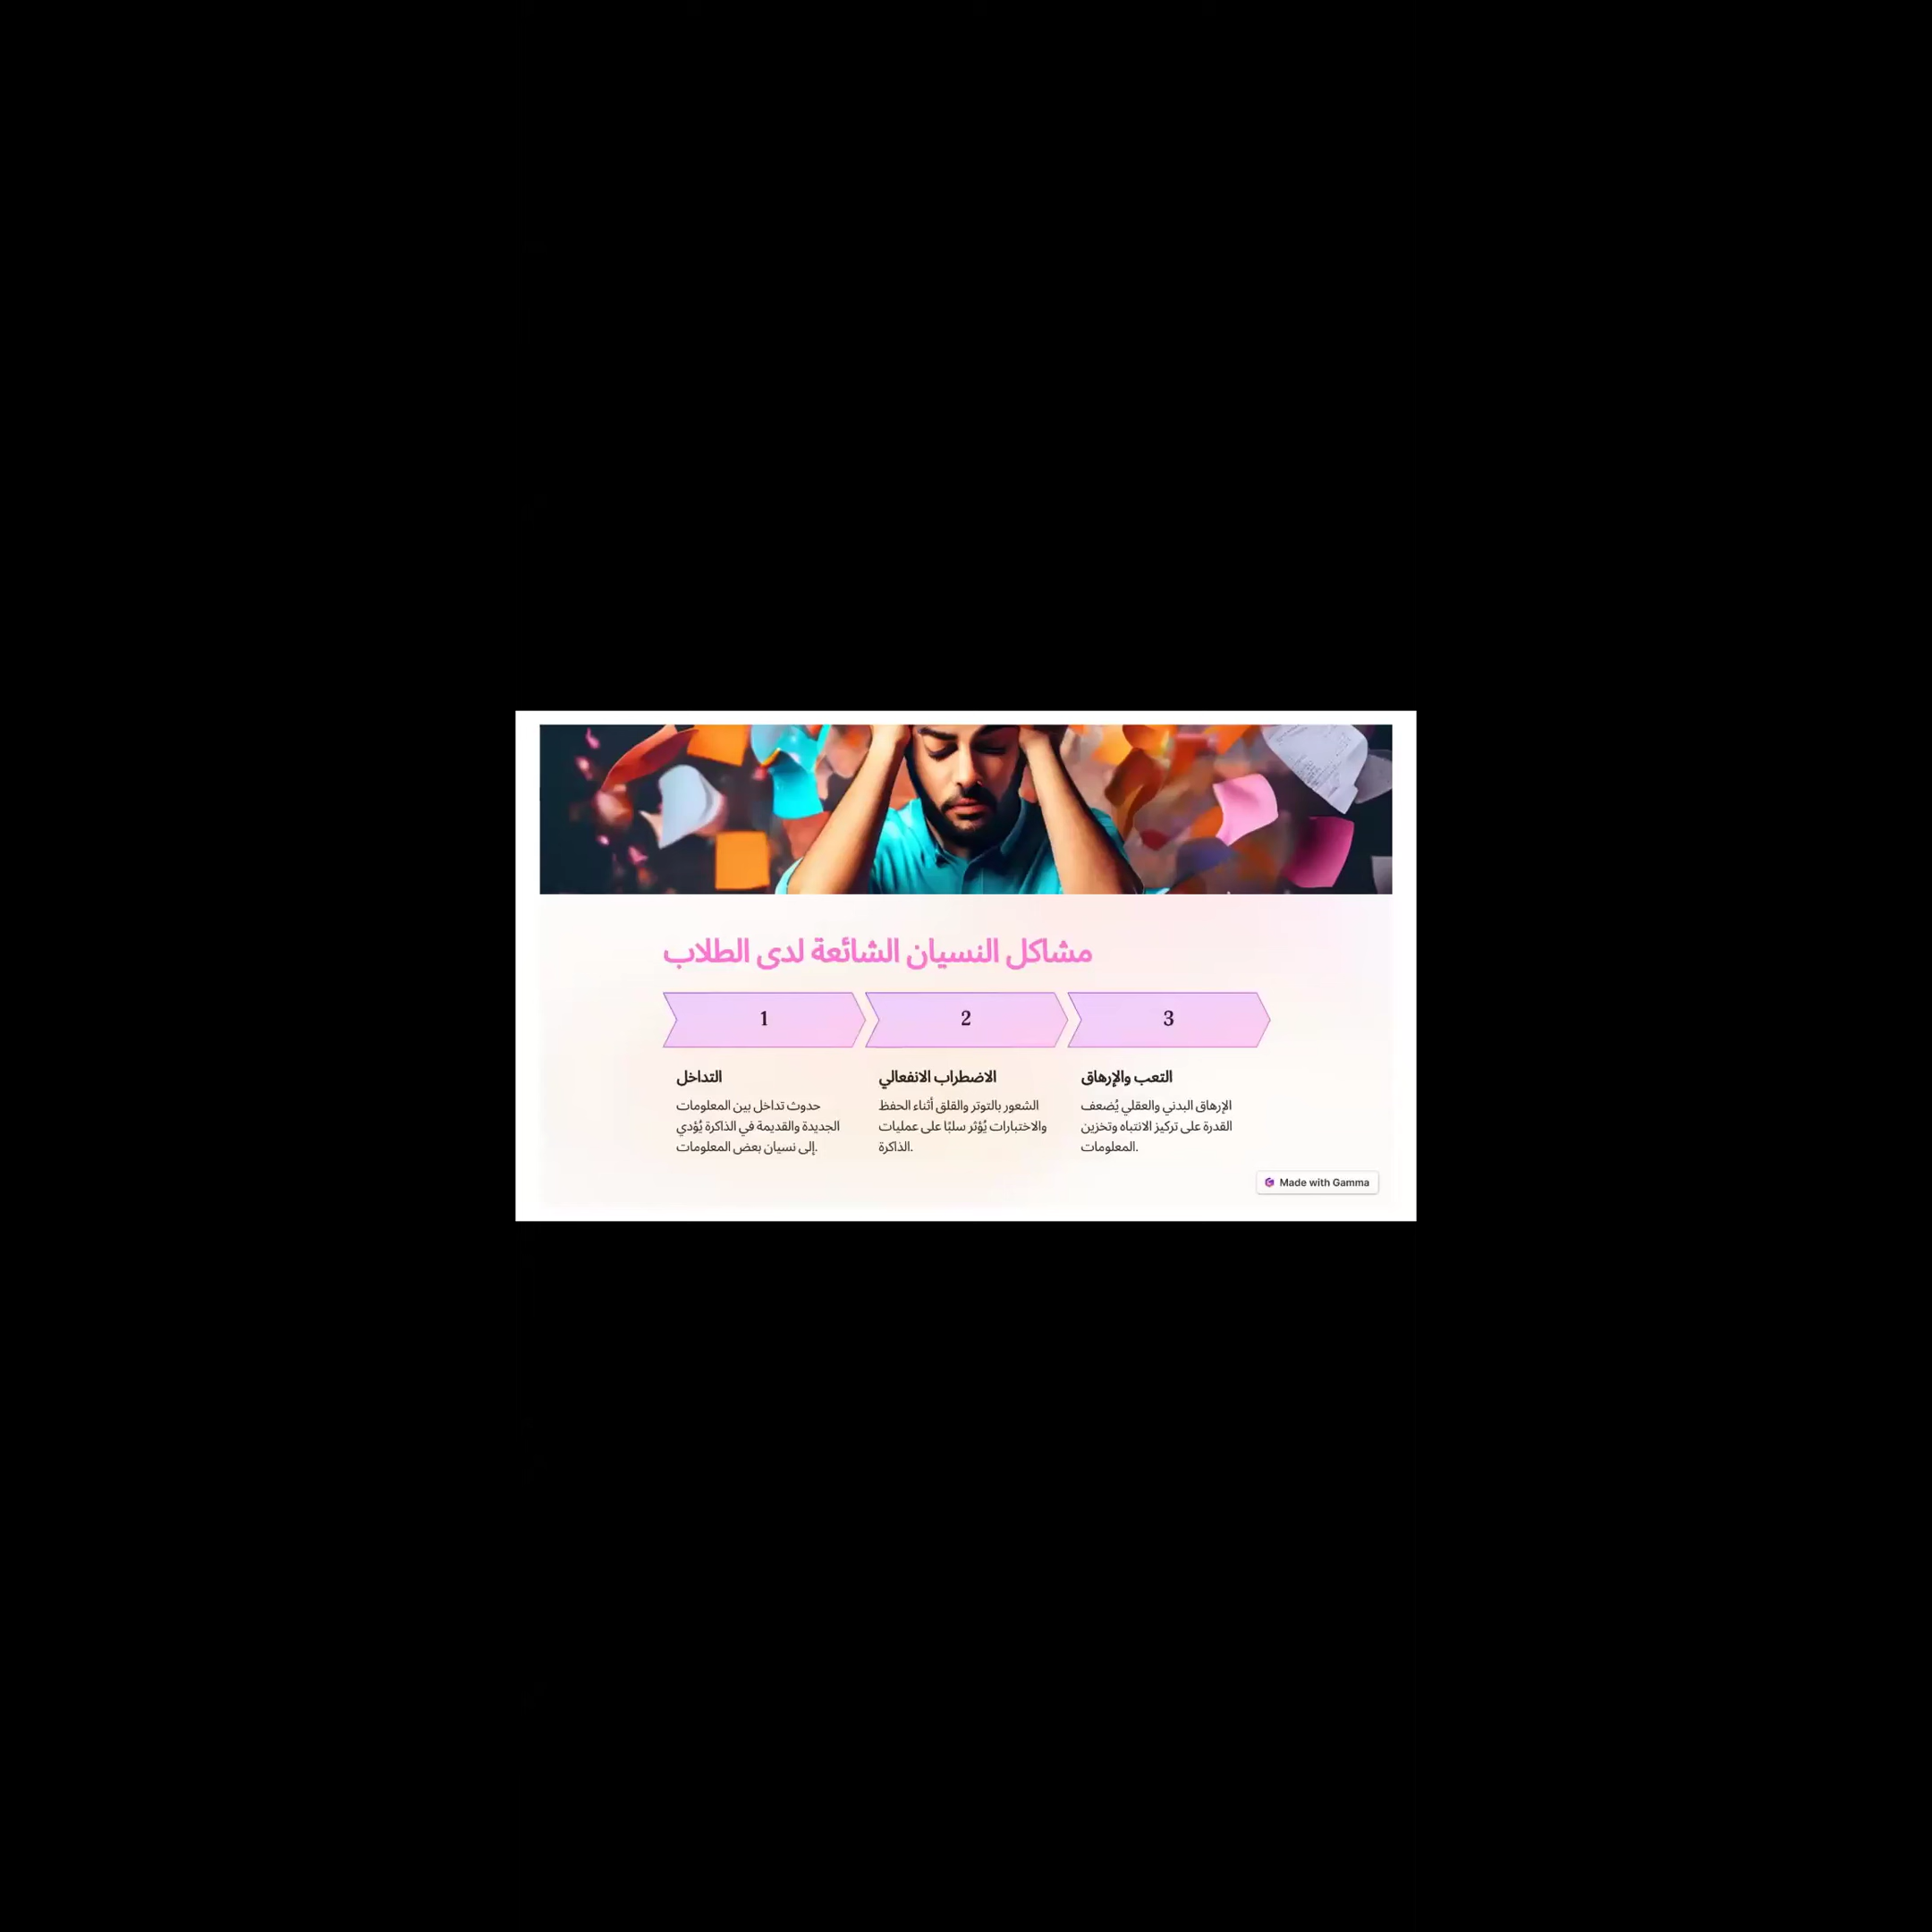 مشاكل النسيان الشائعة لدى الطلاب
1
التداخل
حدوث تداخل بين المعلومات
الجديدة والقديمة في الذاكرة يُؤدي
إلى نسيان بعض المعلومات.
2
الاضطراب الانفعالي
الشعور بالتوتر والقلق أثناء الحفظ
والاختبارات يُؤثر سلبًا على عمليات
الذاكرة.
3
التعب والإرهاق
الإرهاق البدني والعقلي يُضعف
القدرة على تركيز الانتباه وتخزين
المعلومات.
Made with Gamma